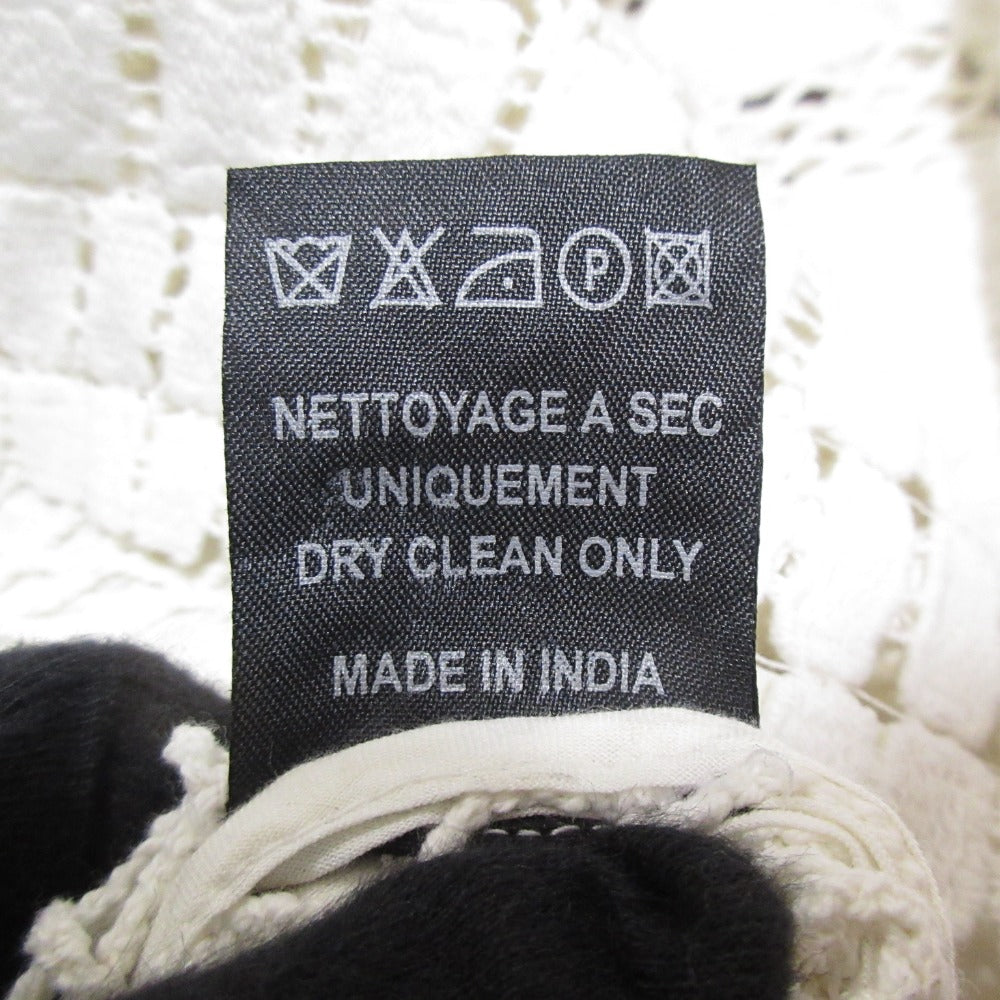 P
NETTOYAGE A SEC
UNIQUEMENT
DRY CLEAN ONLY
MADE IN INDIA